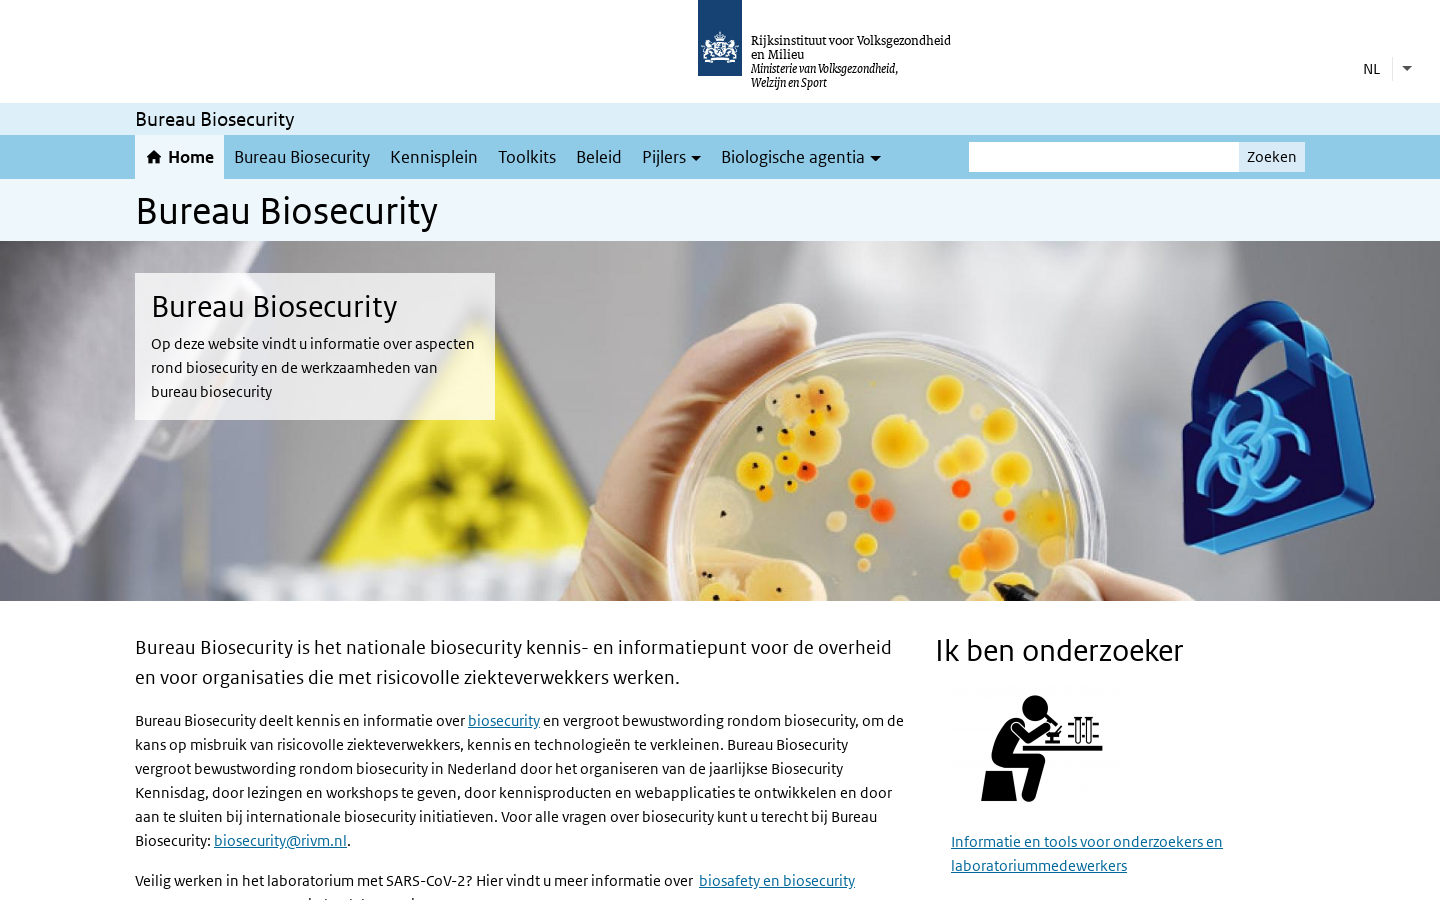 Rijksinstituut voor Volksgezondheid
en Milieu
Ministerie van Volksgezondheid,
Welzijn en Sport
NL
Bureau Biosecurity
Home Bureau Biosecurity Kennisplein Toolkits Beleid Pijlers Biologische agentia Zoeken
Bureau Biosecurity
Bureau Biosecurity
Op deze website vindt u informatie over aspecten
rond biosecurity en de werkzaamheden van
bureau biosecurity
Bureau Biosecurity is het nationale biosecurity kennis- en informatiepunt voor de overheid
en voor organisaties die met risicovolle ziekteverwekkers werken.
Bureau Biosecurity deelt kennis en informatie over biosecurity en vergroot bewustwording rondom biosecurity, om de
kans op misbruik van risicovolle ziekteverwekkers, kennis en technologieën te verkleinen. Bureau Biosecurity
vergroot bewustwording rondom biosecurity in Nederland door het organiseren van de jaarlijkse Biosecurity
Kennisdag, door lezingen en workshops te geven, door kennisproducten en webapplicaties te ontwikkelen en door
aan te sluiten bij internationale biosecurity initiatieven. Voor alle vragen over biosecurity kunt u terecht bij Bureau
Biosecurity: biosecurity@rivm.nl.
Veilig werken in het laboratorium met SARS-CoV-2? Hier vindt u meer informatie over biosafety en biosecurity
Ik ben onderzoeker
Informatie en tools voor onderzoekers en
laboratoriummedewerkers